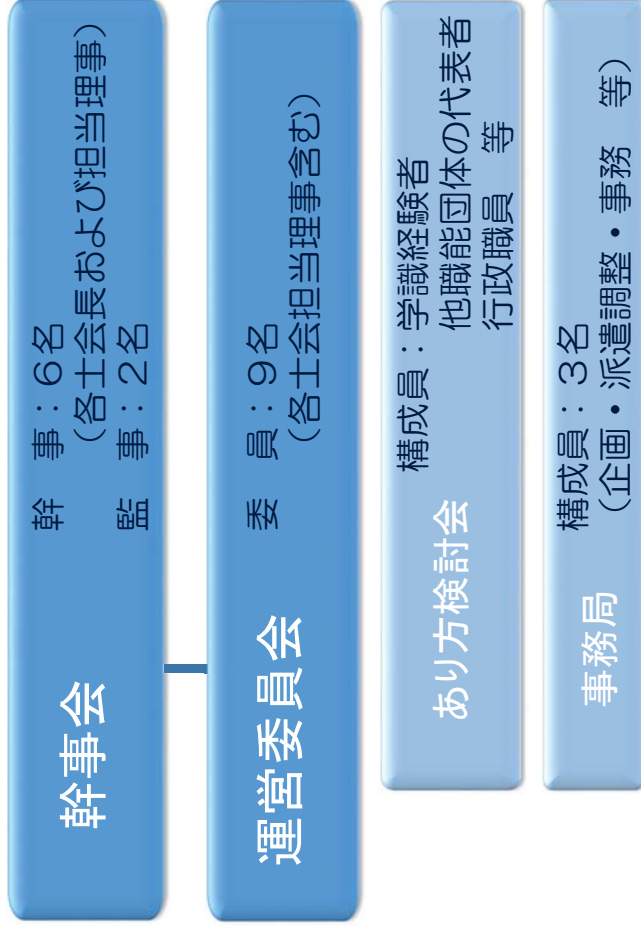 幹事会
幹　事：６名
（各士会長および担当理事）
監　事：２名
運営委員会
委　員：９名
（各士会担当理事含む）
あり方検討会
構成員：学識経験者
他職能団体の代表者
行政職員　等
事務局
構成員：３名
（企画・派遣調整・事務　等）